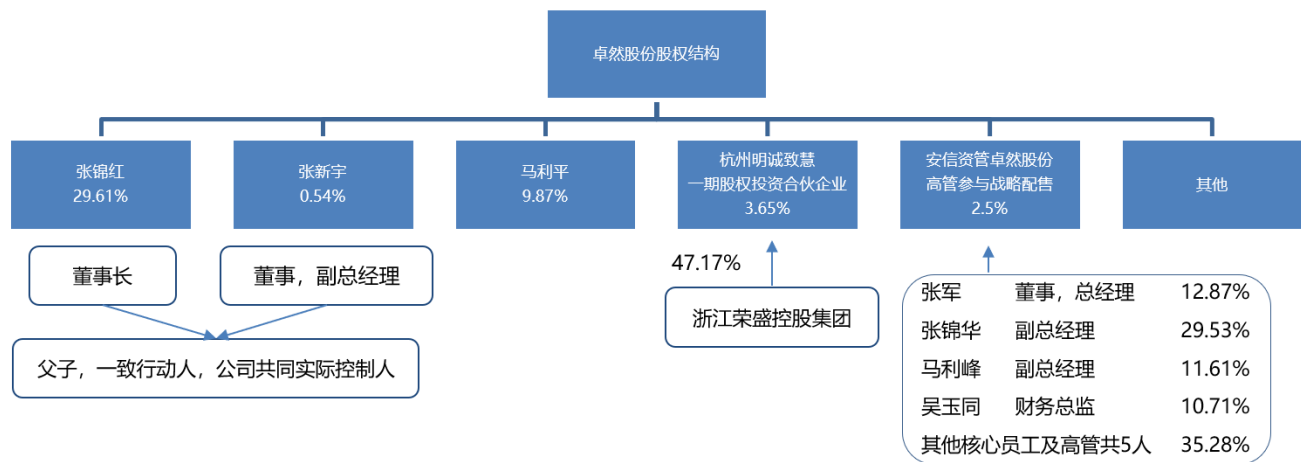 卓然股份股权结构
张锦红
29.61%
张新宇
0.54%
马利平
9.87%
杭州明诚致慧
一期股权投资合伙企业
3.65%
安信资管卓然股份
高管参与战略配售
2.5%
其他
董事长
董事，副总经理
父子，一致行动人，公司共同实际控制人
47.17%
浙江荣盛控股集团
张军 董事，总经理 12.87%
张锦华 副总经理 29.53%
马利峰 副总经理 11.61%
吴玉同 财务总监 10.71%
其他核心员工及高管共5人 35.28%